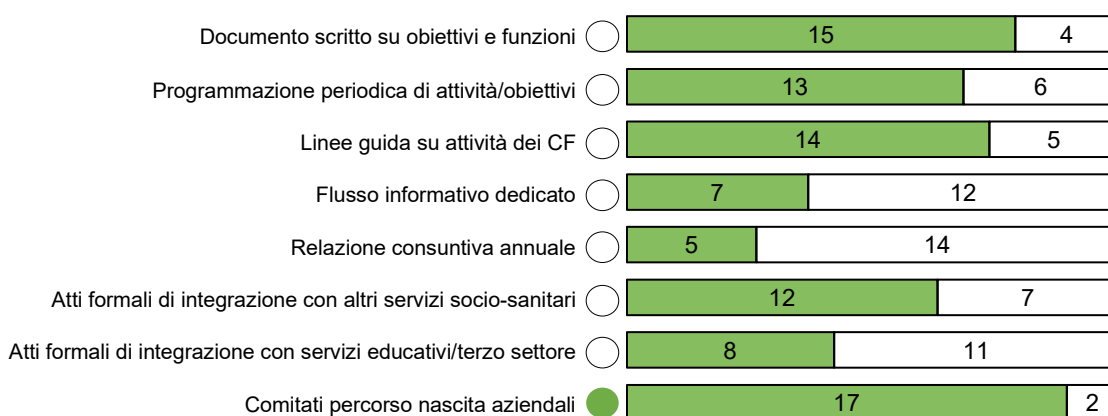 Documento scritto su obiettivi e funzioni 15 4
Programmazione periodica di attività/obiettivi 13 6
Linee guida su attività dei CF 14 5
Flusso informativo dedicato 7 12
Relazione consuntiva annuale 5 14
Atti formali di integrazione con altri servizi socio-sanitari 12 7
Atti formali di integrazione con servizi educativi/terzo settore 8 11
Comitati percorso nascita aziendali 17 2